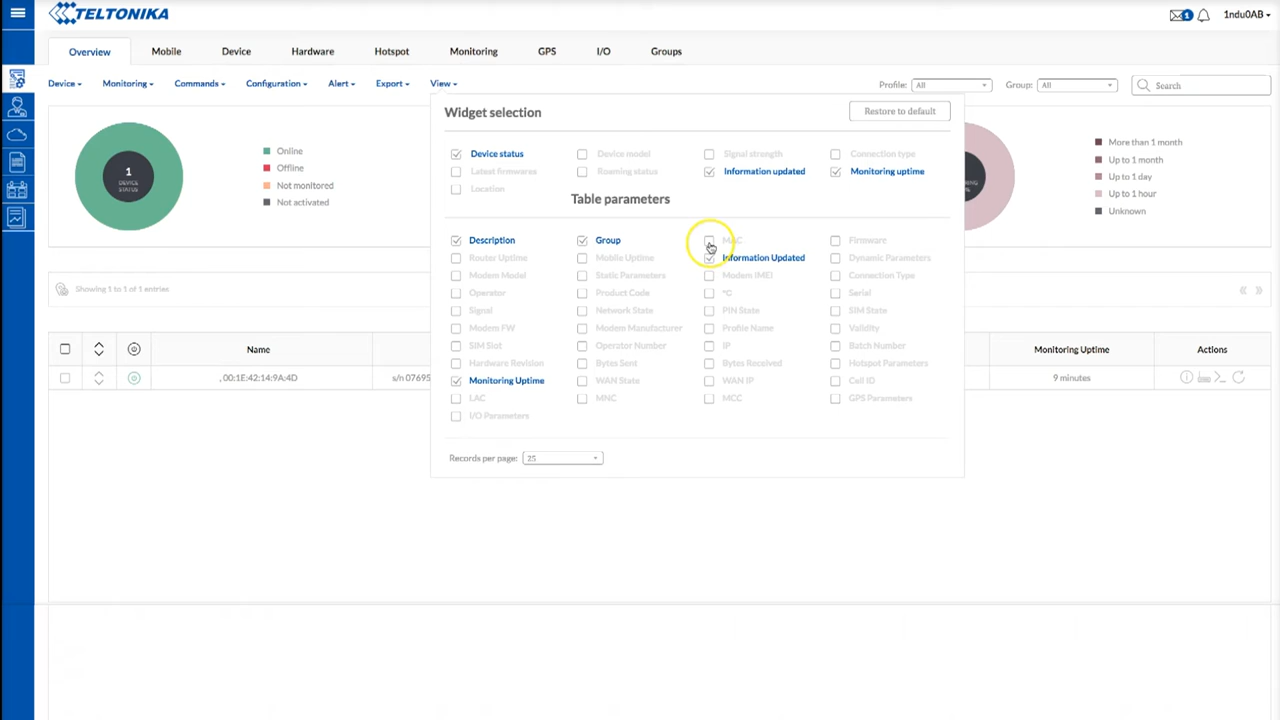 TELTONIKA
1
1ndu0AB
Overview Mobile Device Hardware Hotspot Monitoring GPS I/O Groups
Device Monitoring Commands Configuration Alert Export View Profile: All Group: All Search
Widget selection Restore to default
1
DEVICE
STATUS
Online
Offline
Not monitored
Not activated
Device status Device model Signal strength Connection type
Latest firmwares Roaming status Information updated Monitoring uptime
Location
More than 1 month
Up to 1 month
Up to 1 day
Up to 1 hour
Unknown
Table parameters
Description Group MAC Firmware
Router Uptime Mobile Uptime Information Updated Dynamic Parameters
Modem Model Static Parameters Modem (IMEI) Connection Type
Operator Product Code °C Serial
Signal Network State PIN State SIM State
Modem FW Modem Manufacturer Profile Name Validity
SIM Slot Operator Number IP Batch Number
Hardware Revision Bytes Sent Bytes Received Hotspot Parameters
Monitoring Uptime WAN State WAN IP Cell ID
LAC MNC MCC GPS Parameters
I/O Parameters
Records per page: 25
Showing 1 to 1 of 1 entries
Name Monitoring Uptime Actions
, 00:1E:42:14:9A:4D s/n 07695 9 minutes